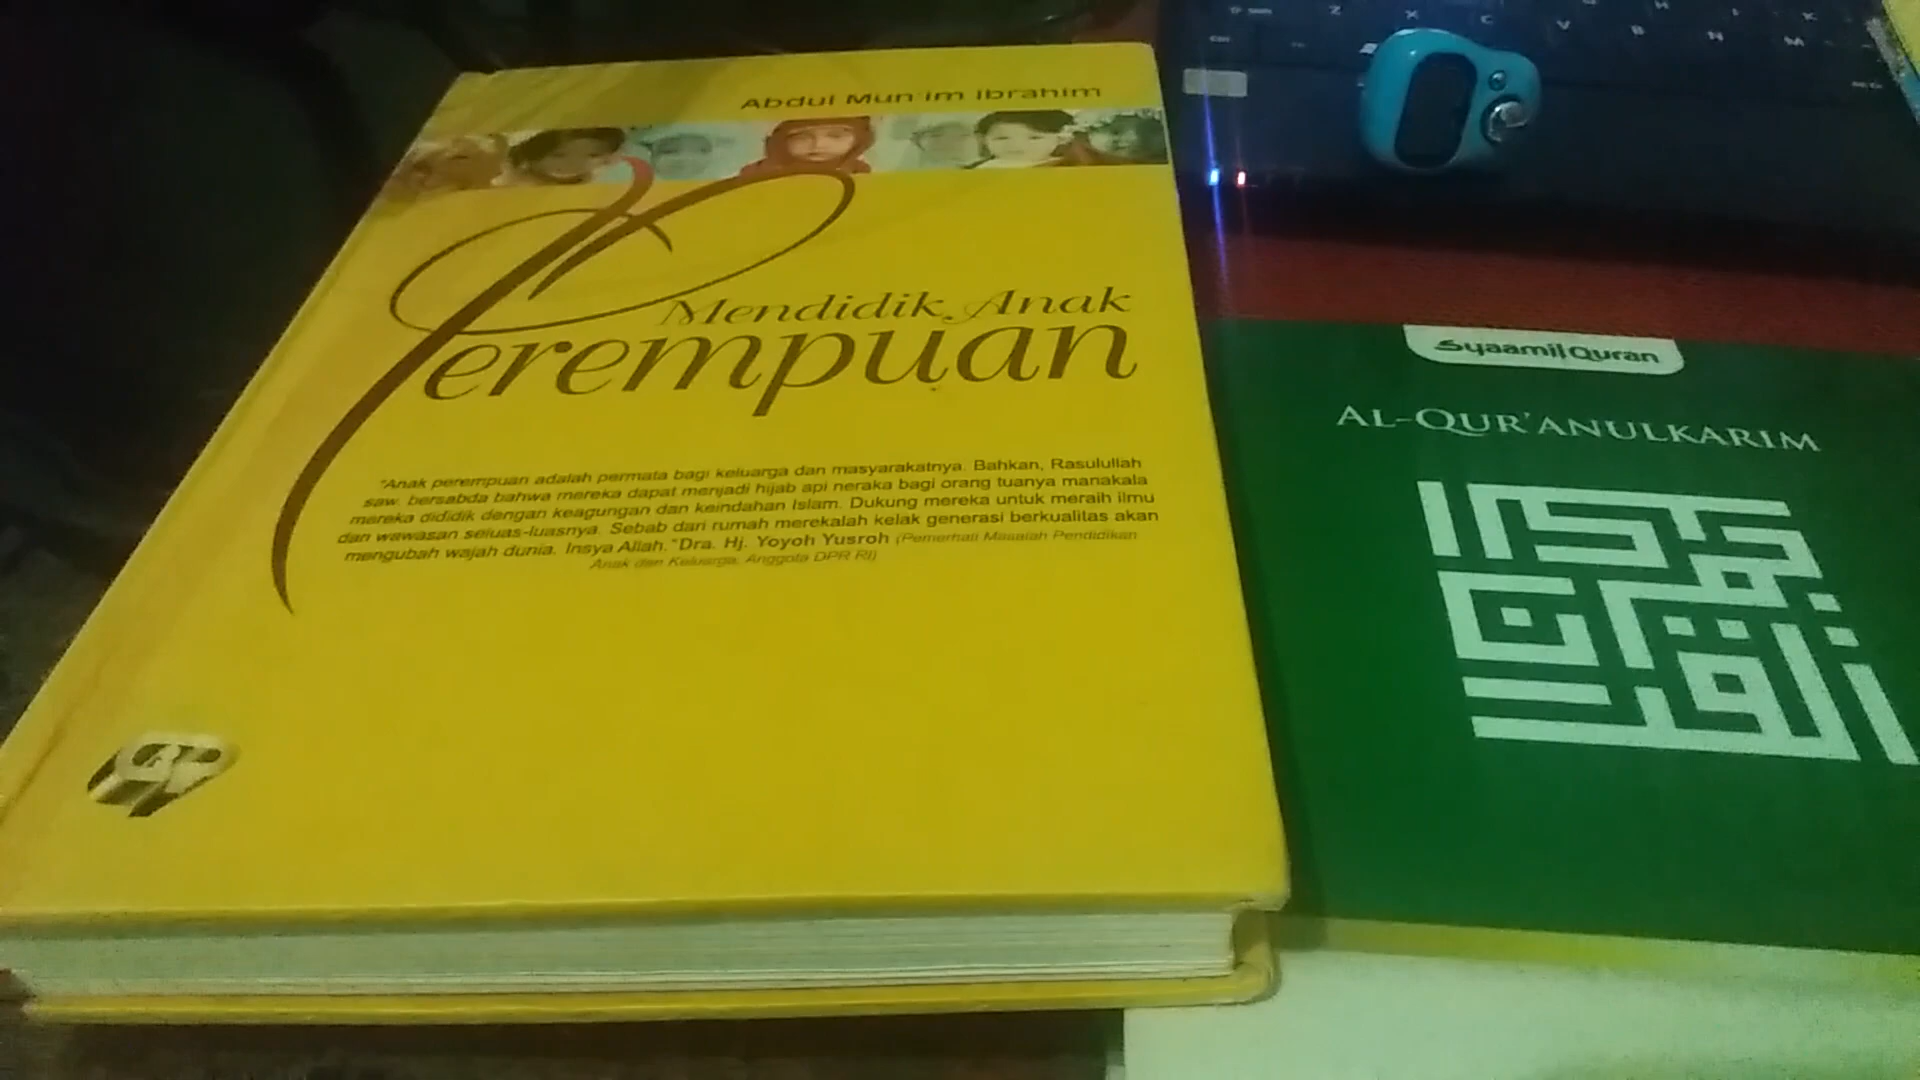 Abdul Mun'im Ibrahim
Mendidik Anak
Perempuan
"Anak perempuan adalah permata bagi keluarga dan masyarakatnya. Bahkan, Rasulullah
saw. bersabda bahwa mereka dapat menjadi hijab api neraka bagi orang tuanya manakala
mereka dididik dengan keagungan dan keindahan Islam. Dukung mereka untuk meraih ilmu
dan wawasan seluas-luasnya. Sebab dari rumah merekalah kelak generasi berkualitas akan
mengubah wajah dunia. Insya Allah."Dra. Hj. Yoyoh Yusroh (Pemerhati Masalah Pendidikan
Anak dan Keluarga, Anggota DPR RI)
Syaamil Quran
AL-QUR'ANULKARIM
القرآن الكريم
Z X C V B N M